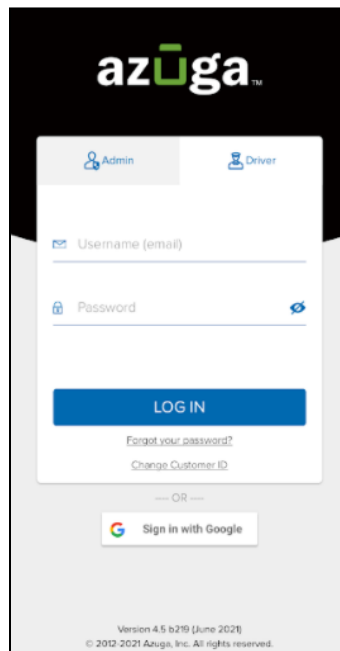 azūga™
Admin
Driver
Username (email)
Password
LOG IN
Forgot your password?
Change Customer ID
OR
Sign in with Google
Version 4.5 b219 (June 2021)
© 2012-2021 Azuga, Inc. All rights reserved.